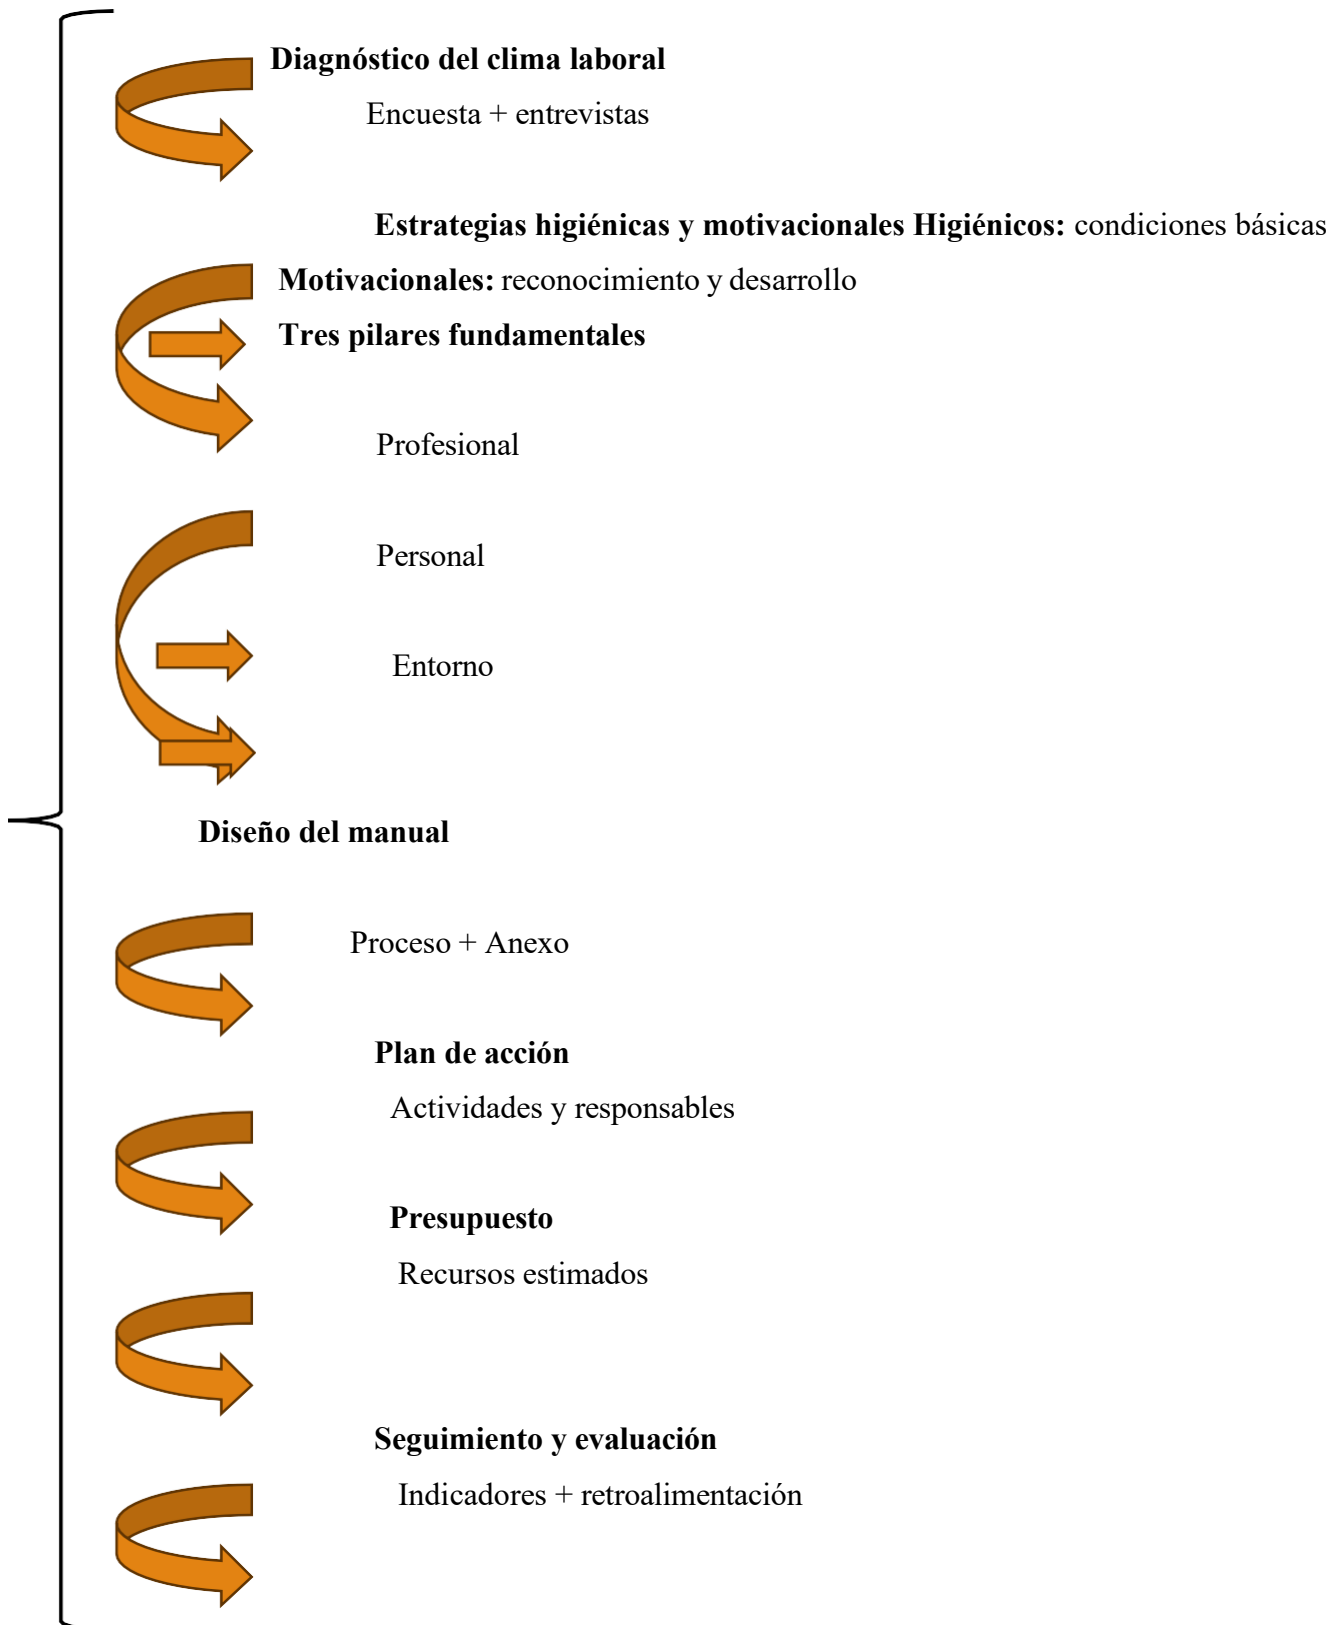 Diagnóstico del clima laboral
Encuesta + entrevistas
Estrategias higiénicas y motivacionales Higiénicos: condiciones básicas
Motivacionales: reconocimiento y desarrollo
Tres pilares fundamentales
Profesional
Personal
Entorno
Diseño del manual
Proceso + Anexo
Plan de acción
Actividades y responsables
Presupuesto
Recursos estimados
Seguimiento y evaluación
Indicadores + retroalimentación